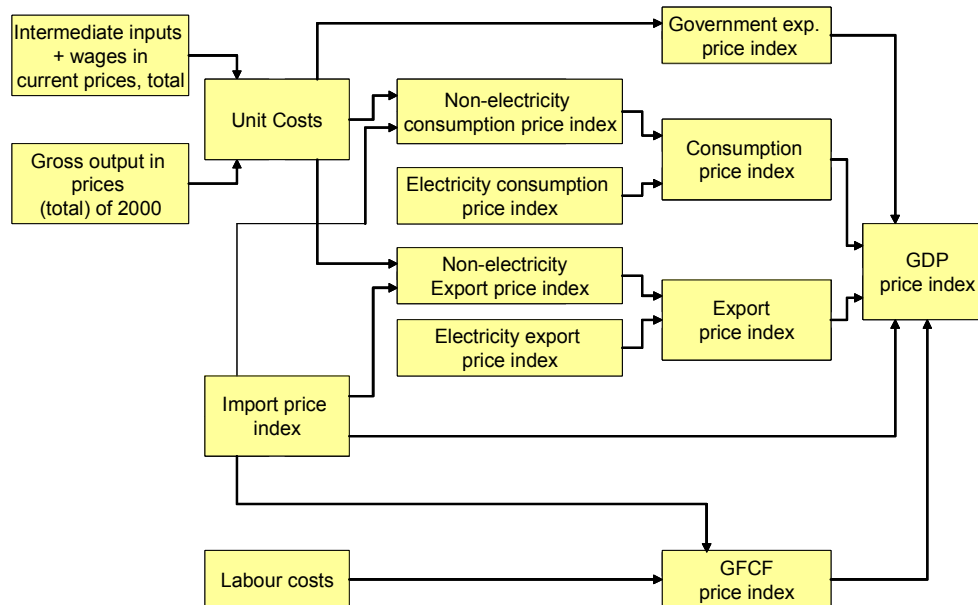 Intermediate inputs
+ wages in
current prices, total
Gross output in
prices
(total) of 2000
Unit Costs
Government exp.
price index
Non-electricity
consumption price index
Electricity consumption
price index
Consumption
price index
Non-electricity
Export price index
Electricity export
price index
Export
price index
GDP
price index
Import price
index
Labour costs
GFCF
price index